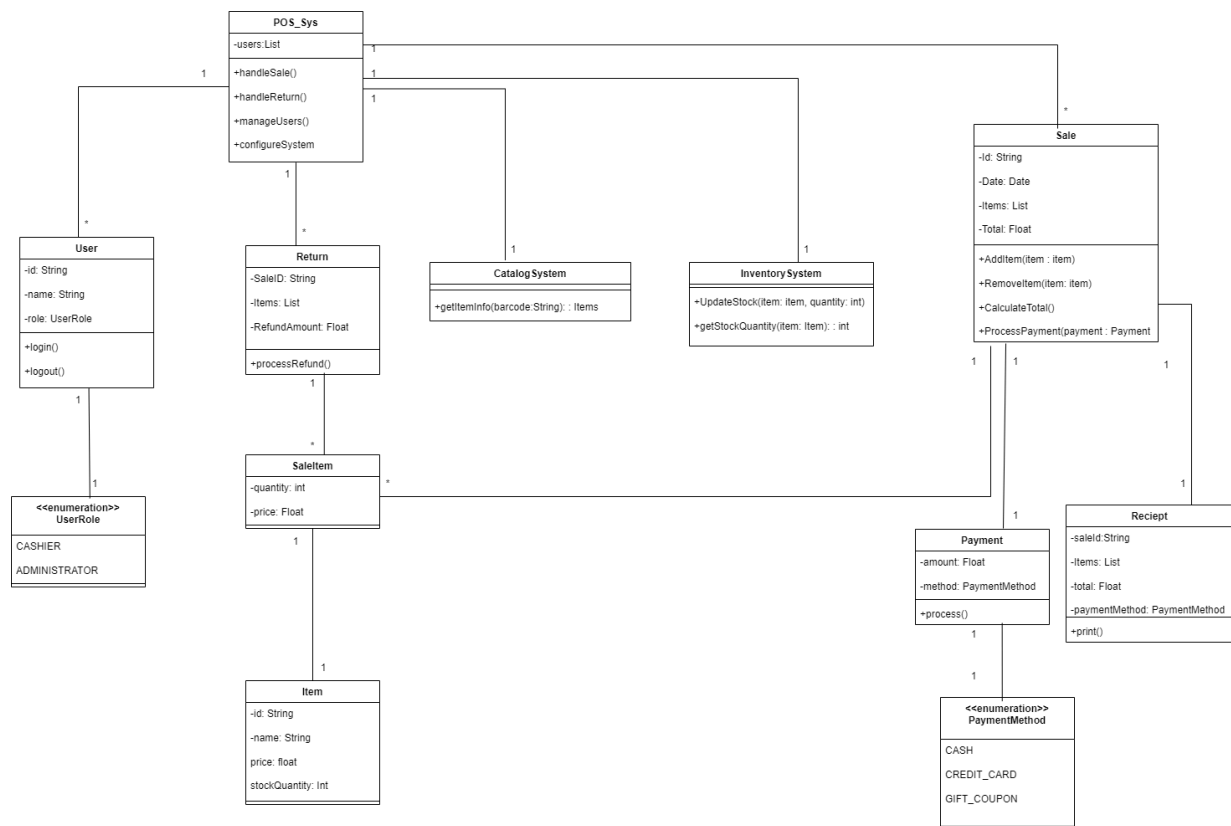 POS_Sys
-users:List
+handleSale()
+handleReturn()
+manageUsers()
+configureSystem
1
1
1
1
1
1
*
*
*
1
1
User
-id: String
-name: String
-role: UserRole
+login()
+logout()
Return
-SaleID: String
-Items: List
-RefundAmount: Float
+processRefund()
CatalogSystem
+getItemInfo(barcode:String): : Items
InventorySystem
+UpdateStock(item: item, quantity: int)
+getStockQuantity(item: Item): : int
Sale
-Id: String
-Date: Date
-Items: List
-Total: Float
+AddItem(item : item)
+RemoveItem(item: item)
+CalculateTotal()
+ProcessPayment(payment : Payment
1
1
1
1
1
*
*
1
1
1
<<enumeration>>
UserRole
CASHIER
ADMINISTRATOR
SaleItem
-quantity: int
-price: Float
1
1
Item
-id: String
-name: String
price: float
stockQuantity: Int
Payment
-amount: Float
-method: PaymentMethod
+process()
1
1
Reciept
-saleId:String
-Items: List
-total: Float
-paymentMethod: PaymentMethod
+print()
<<enumeration>>
PaymentMethod
CASH
CREDIT_CARD
GIFT_COUPON